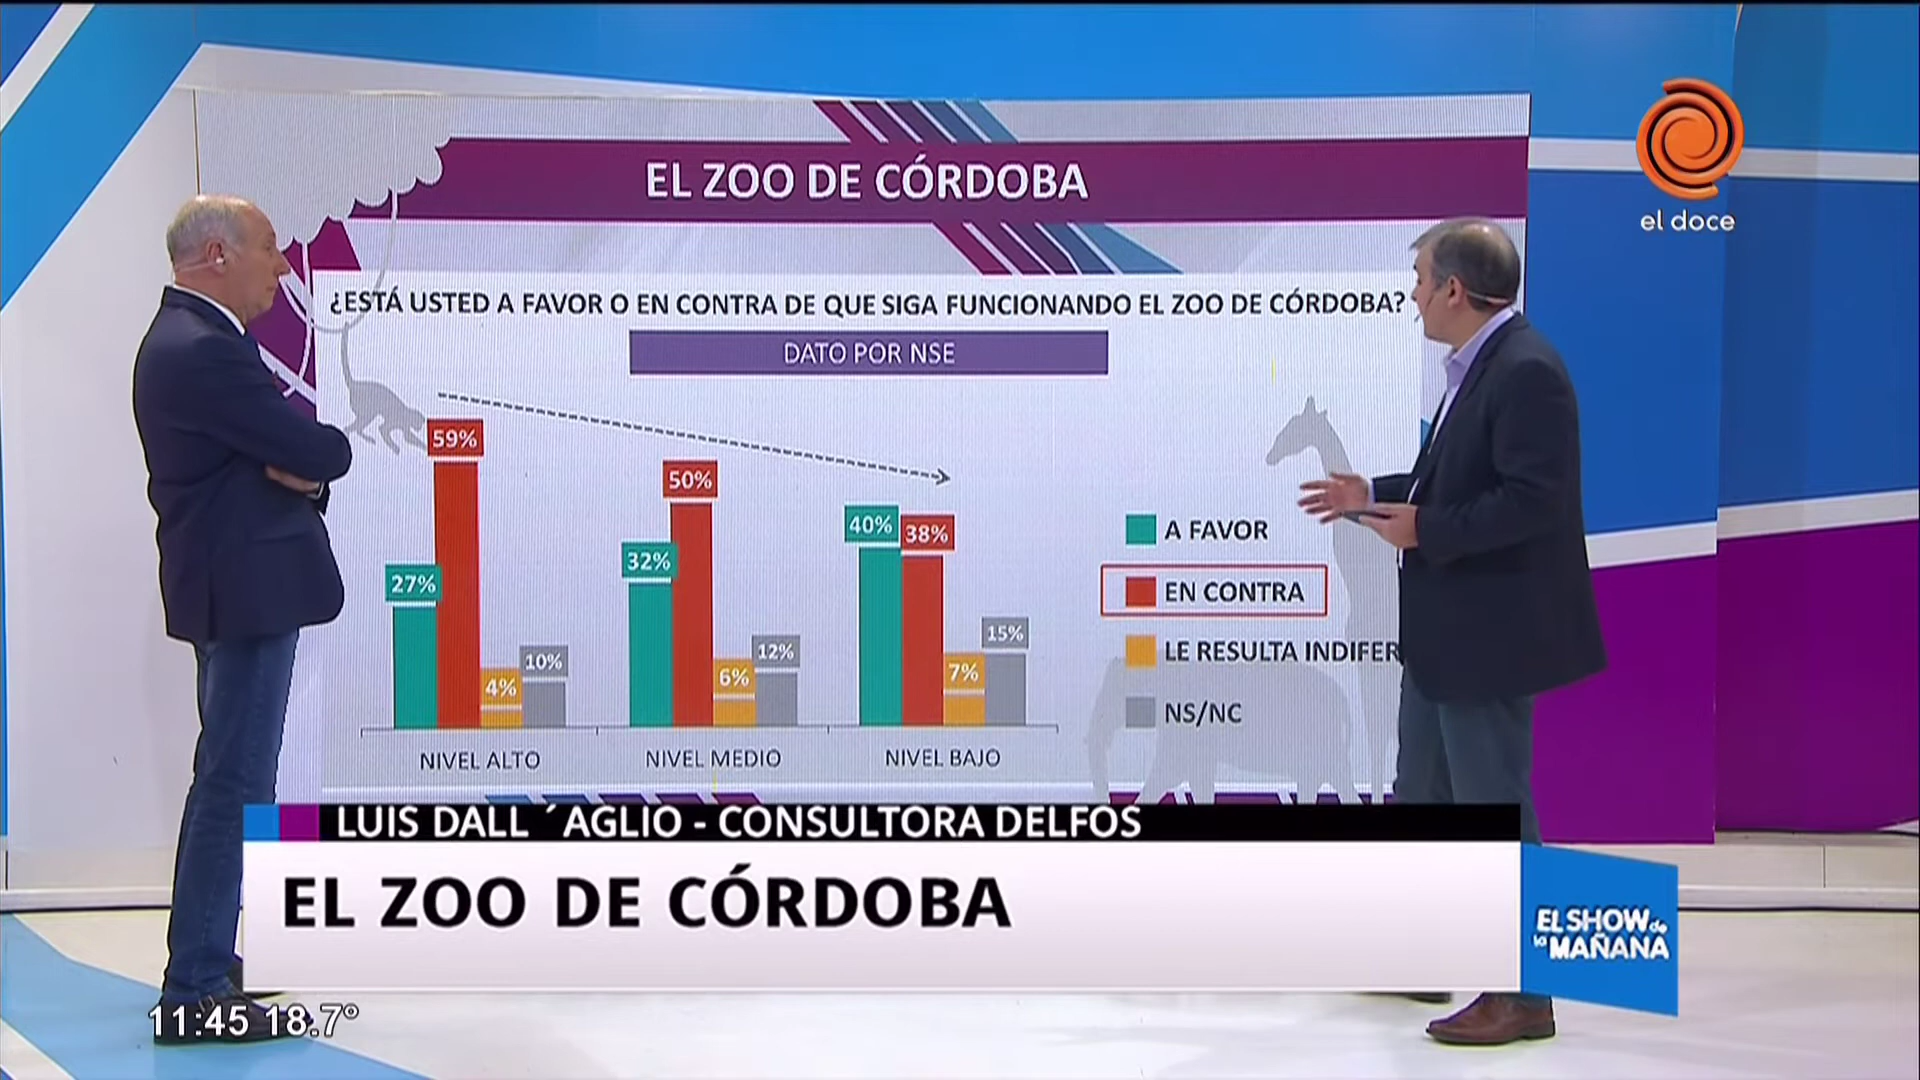 EL ZOO DE CÓRDOBA
el doce
¿ESTÁ USTED A FAVOR O EN CONTRA DE QUE SIGA FUNCIONANDO EL ZOO DE CÓRDOBA?
DATO POR NSE
59%
50%
40%
38%
32%
27%
15%
12%
10%
7%
6%
4%
A FAVOR
EN CONTRA
LE RESULTA INDIFER
NS/NC
NIVEL ALTO
NIVEL MEDIO
NIVEL BAJO
LUIS DALL ´AGLIO - CONSULTORA DELFOS
EL ZOO DE CÓRDOBA
EL SHOW de
la MAÑANA
11:45 18.7°